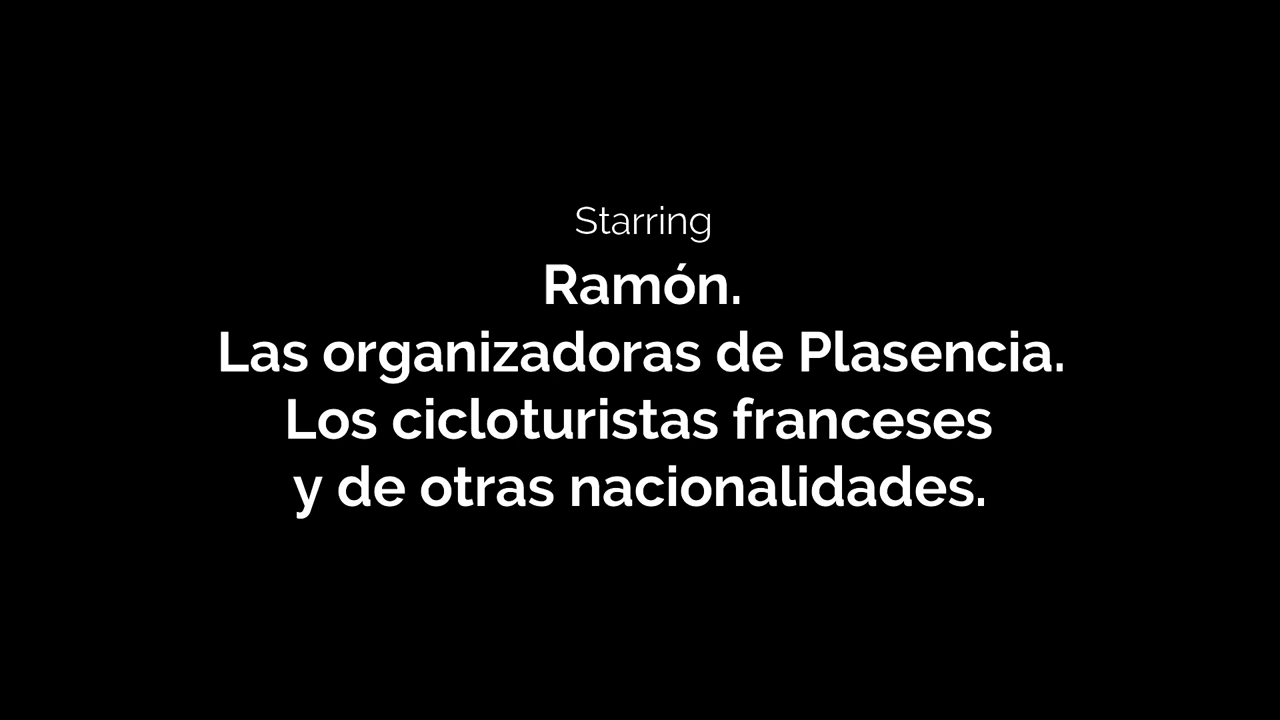 Starring
Ramón.
Las organizadoras de Plasencia.
Los cicloturistas franceses
y de otras nacionalidades.